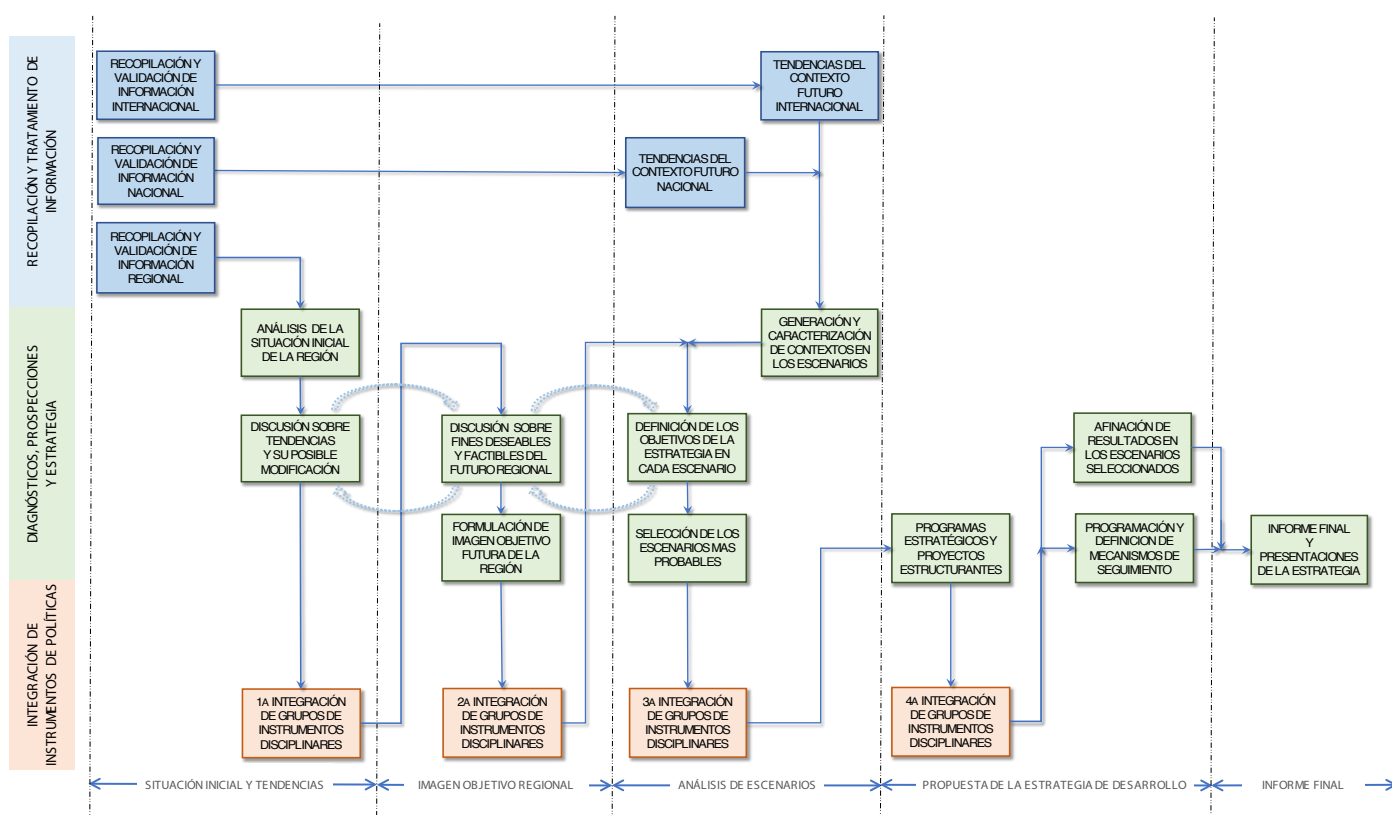 RECOPILACIÓN Y TRATAMIENTO DE
INFORMACIÓN
RECOPILACIÓN Y
VALIDACIÓN DE
INFORMACIÓN
INTERNACIONAL
TENDENCIAS DEL
CONTEXTO
FUTURO
INTERNACIONAL
RECOPILACIÓN Y
VALIDACIÓN DE
INFORMACIÓN
NACIONAL
TENDENCIAS DEL
CONTEXTO FUTURO
NACIONAL
RECOPILACIÓN Y
VALIDACIÓN DE
INFORMACIÓN
REGIONAL
DIAGNÓSTICOS, PROSPECCIONES
Y ESTRATEGIA
ANÁLISIS DE LA
SITUACIÓN INICIAL
DE LA REGIÓN
GENERACIÓN Y
CARACTERIZACIÓN
DE CONTEXTOS EN
LOS ESCENARIOS
DISCUSIÓN SOBRE
TENDENCIAS
Y SU POSIBLE
MODIFICACIÓN
DISCUSIÓN SOBRE
FINES DESEABLES
Y FACTIBLES DEL
FUTURO REGIONAL
DEFINICIÓN DE LOS
OBJETIVOS DE LA
ESTRATEGIA EN
CADA ESCENARIO
AFINACIÓN DE
RESULTADOS EN
LOS ESCENARIOS
SELECCIONADOS
FORMULACIÓN DE
IMAGEN OBJETIVO
FUTURA DE LA
REGIÓN
SELECCIÓN DE LOS
ESCENARIOS MAS
PROBABLES
PROGRAMAS
ESTRATÉGICOS Y
PROYECTOS
ESTRUCTURANTES
PROGRAMACIÓN Y
DEFINICION DE
MECANISMOS DE
SEGUIMIENTO
INFORME FINAL
Y
PRESENTACIONES
DE LA ESTRATEGIA
INTEGRACIÓN DE
INSTRUMENTOS DE POLÍTICAS
1A INTEGRACIÓN
DE GRUPOS DE
INSTRUMENTOS
DISCIPLINARES
2A INTEGRACIÓN
DE GRUPOS DE
INSTRUMENTOS
DISCIPLINARES
3A INTEGRACIÓN
DE GRUPOS DE
INSTRUMENTOS
DISCIPLINARES
4A INTEGRACIÓN
DE GRUPOS DE
INSTRUMENTOS
DISCIPLINARES
SITUACIÓN INICIAL Y TENDENCIAS
IMAGEN OBJETIVO REGIONAL
ANÁLISIS DE ESCENARIOS
PROPUESTA DE LA ESTRATEGIA DE DESARROLLO
INFORME FINAL